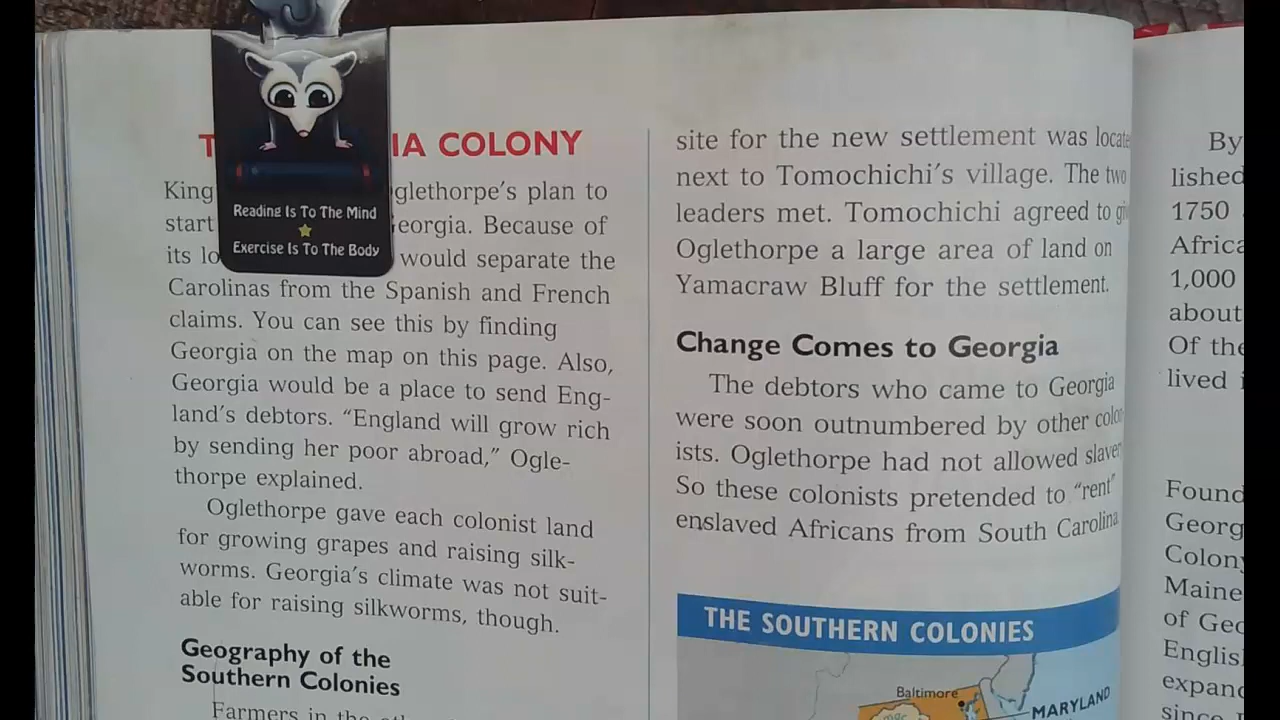 Reading Is To The Mind
Exercise Is To The Body
T IA COLONY
King glethorpe's plan to
start eorgia. Because of
its lo would separate the
Carolinas from the Spanish and French
claims. You can see this by finding
Georgia on the map on this page. Also,
Georgia would be a place to send Eng-
land's debtors. "England will grow rich
by sending her poor abroad," Ogle-
thorpe explained.
Oglethorpe gave each colonist land
for growing grapes and raising silk-
worms. Georgia's climate was not suit-
able for raising silkworms, though.
Geography of the
Southern Colonies
Farmers in the
site for the new settlement was locate
next to Tomochichi's village. The two
leaders met. Tomochichi agreed to gi
Oglethorpe a large area of land on
Yamacraw Bluff for the settlement.
Change Comes to Georgia
The debtors who came to Georgia
were soon outnumbered by other colo
ists. Oglethorpe had not allowed slaver
So these colonists pretended to "rent"
enslaved Africans from South Carolina
THE SOUTHERN COLONIES
Baltimore
MARYLAND
By
lished
1750
Africa
1,000
about
Of the
lived i
Found
Georg
Colony
Maine
of Geo
English
expand
since